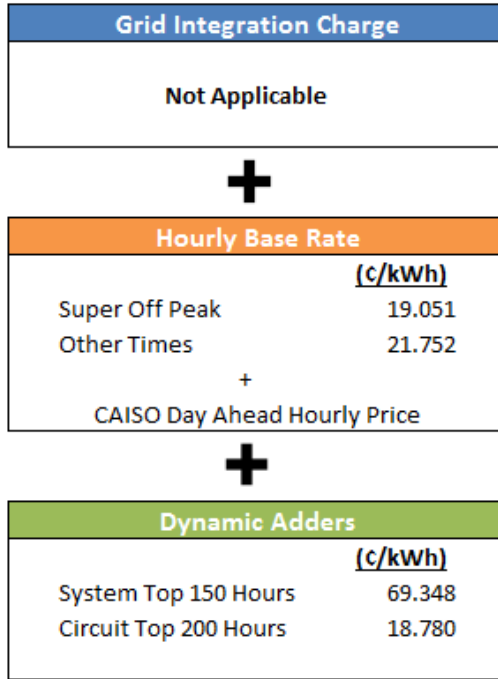 Grid Integration Charge
Not Applicable
+
Hourly Base Rate
(¢/kWh)
Super Off Peak 19.051
Other Times 21.752
+
CAISO Day Ahead Hourly Price
+
Dynamic Adders
(¢/kWh)
System Top 150 Hours 69.348
Circuit Top 200 Hours 18.780